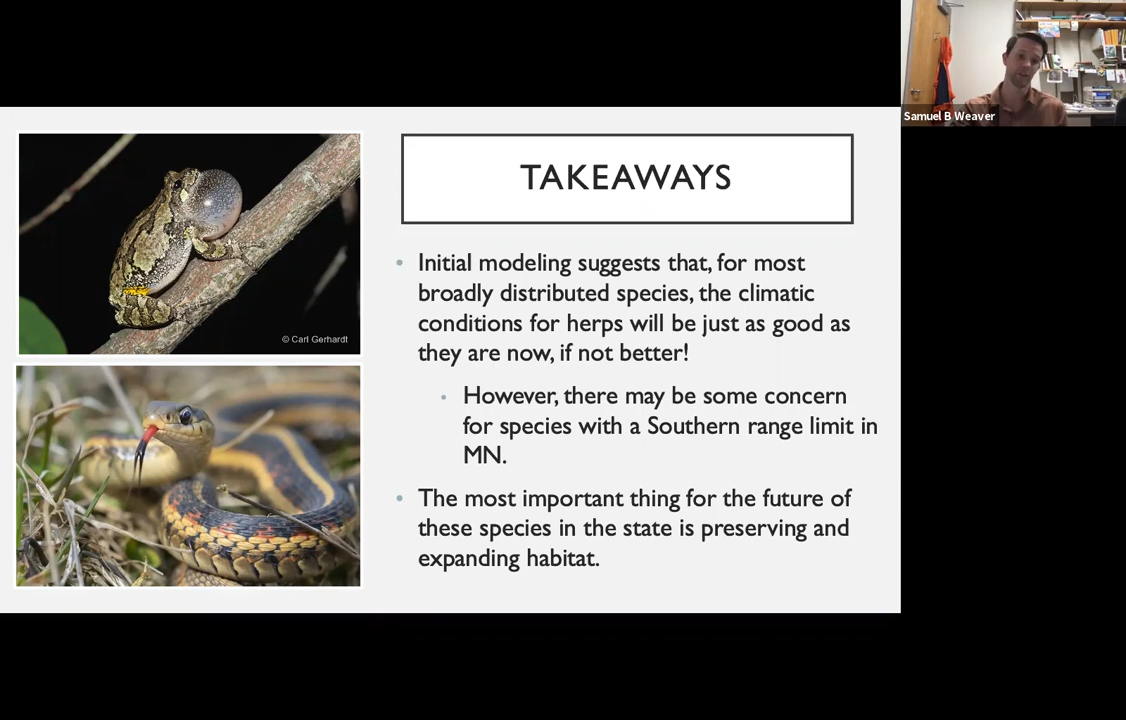 Samuel B Weaver
TAKEAWAYS
© Carl Gerhardt
• Initial modeling suggests that, for most
broadly distributed species, the climatic
conditions for herps will be just as good as
they are now, if not better!
• However, there may be some concern
for species with a Southern range limit in
MN.
• The most important thing for the future of
these species in the state is preserving and
expanding habitat.